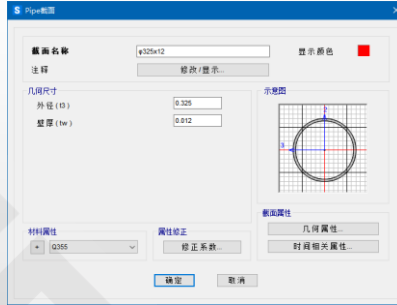 S Pipe截面
截面名称 φ325x12 显示颜色
注释 修改/显示...
几何尺寸 示意图
外径(t3) 0.325
壁厚(tw) 0.012
2
3
截面属性
几何属性...
材料属性 属性修正
+ Q355 修正系数... 时间相关属性...
确定 取消